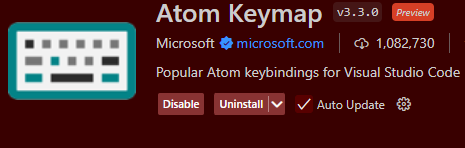 Atom Keymap v3.3.0 Preview
Microsoft microsoft.com 1,082,730
Popular Atom keybindings for Visual Studio Code
Disable Uninstall Auto Update